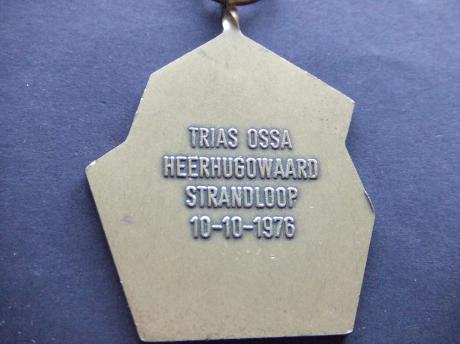 TRIAS OSSA
HEERHUGOWAARD
STRANDLOOP
10-10-1976